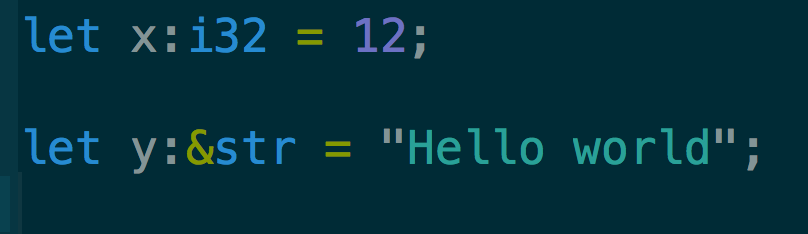 let x:i32 = 12;
let y:&str = "Hello world";